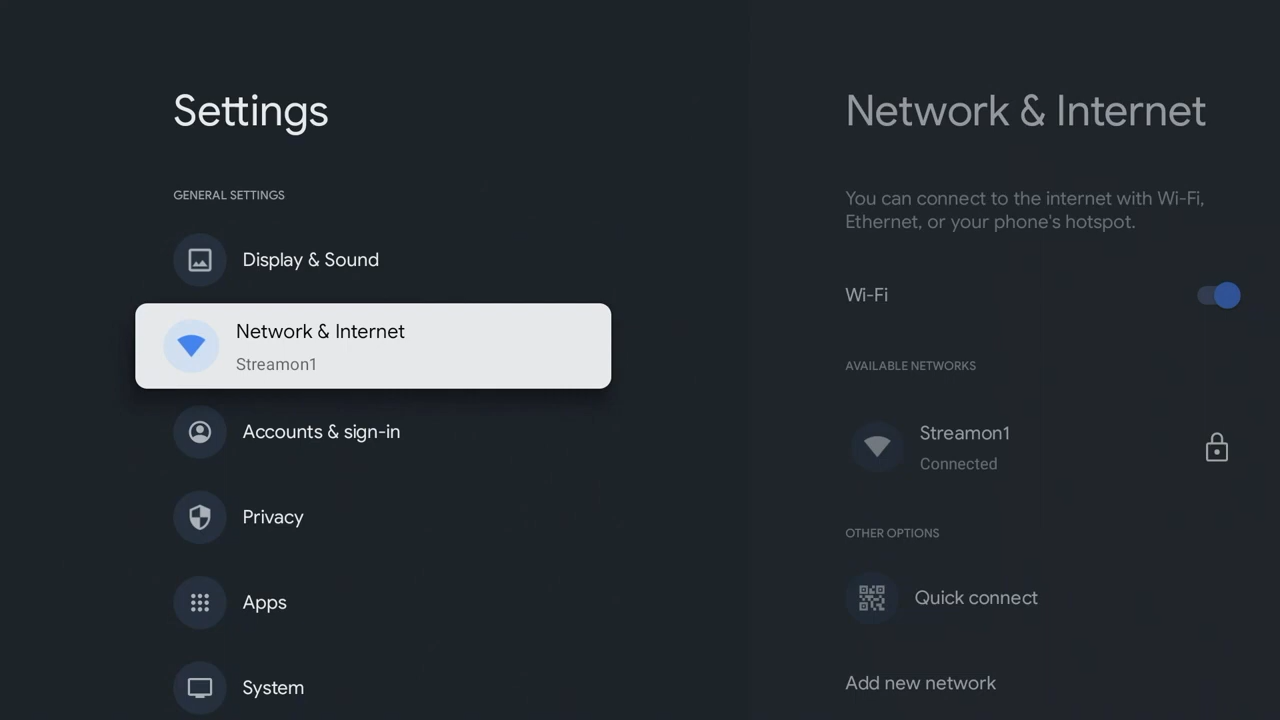 Settings
GENERAL SETTINGS
Display & Sound
Network & Internet
Streamon1
Accounts & sign-in
Privacy
Apps
System
Network & Internet
You can connect to the internet with Wi-Fi,
Ethernet, or your phone's hotspot.
Wi-Fi
AVAILABLE NETWORKS
Streamon1
Connected
OTHER OPTIONS
Quick connect
Add new network